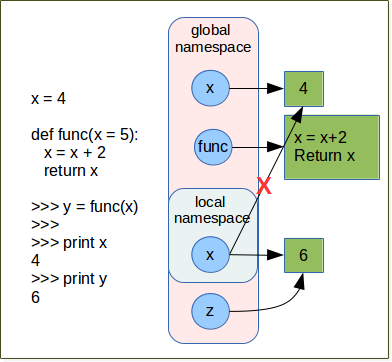 x = 4
def func(x = 5):
x = x + 2
return x
>>> y = func(x)
>>>
>>> print x
4
>>> print y
6
global
namespace
x
4
func
x = x+2
Return x
X
local
namespace
x
6
z